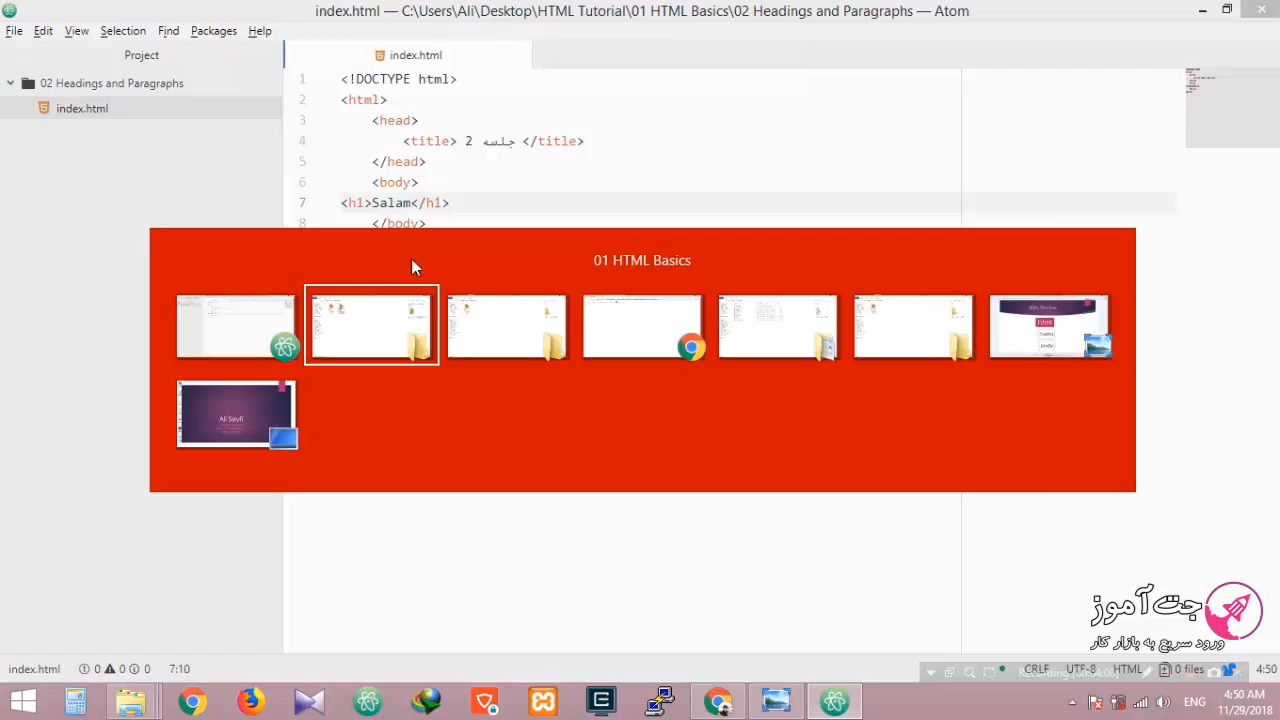 index.html — C:\Users\Ali\Desktop\HTML Tutorial\01 HTML Basics\02 Headings and Paragraphs — Atom
File Edit View Selection Find Packages Help
Project
index.html
02 Headings and Paragraphs
index.html
1 <!DOCTYPE html>
2 <html>
3 <head>
4 <title> جلسه 2 </title>
5 </head>
6 <body>
7 <h1>Salam</h1>
8 </body>
01 HTML Basics
Html
body
Ali Seyfi
جت آموز
ورود سریع به بازار کار
index.html 0 0 0 7:10
CRLF UTF-8 HTML 0 files 4:50
ENG
4:50 AM
11/29/2018